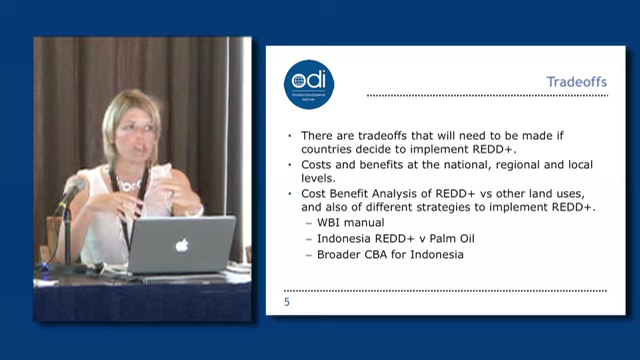 odi
Tradeoffs
• There are tradeoffs that will need to be made if
countries decide to implement REDD+.
• Costs and benefits at the national, regional and local
levels.
• Cost Benefit Analysis of REDD+ vs other land uses,
and also of different strategies to implement REDD+.
– WBI manual
– Indonesia REDD+ v Palm Oil
– Broader CBA for Indonesia
5